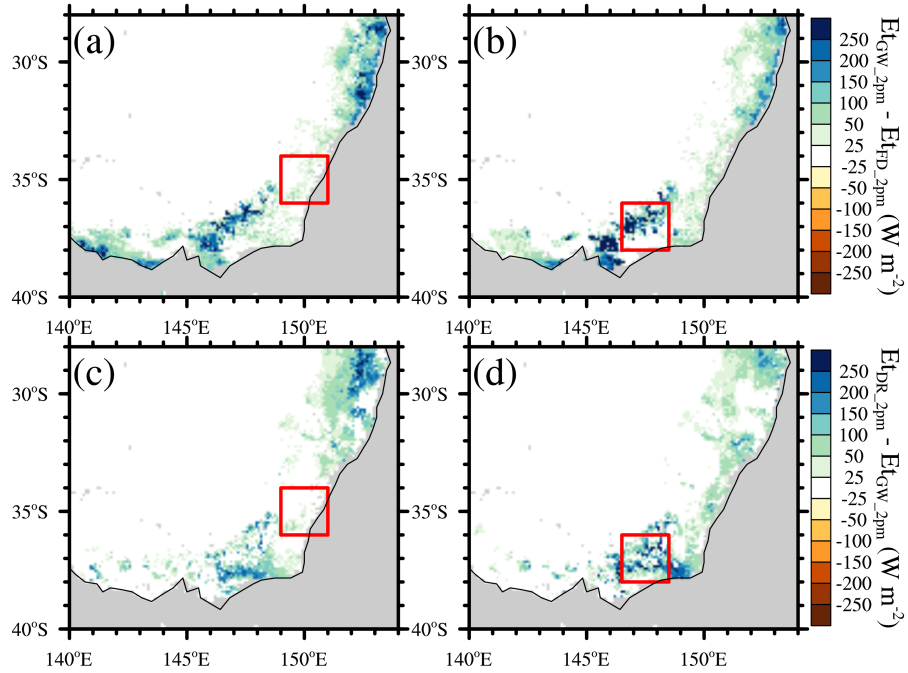 (a)
(b)
30°S
35°S
40°S
140°E
145°E
150°E
30°S
35°S
40°S
140°E
145°E
150°E
250
200
150
100
50
25
-25
-50
-100
-150
-200
-250
Et_GW_2pm - Et_FD_2pm (W m⁻²)
(c)
(d)
30°S
35°S
40°S
140°E
145°E
150°E
30°S
35°S
40°S
140°E
145°E
150°E
250
200
150
100
50
25
-25
-50
-100
-150
-200
-250
Et_DR_2pm - Et_GW_2pm (W m⁻²)